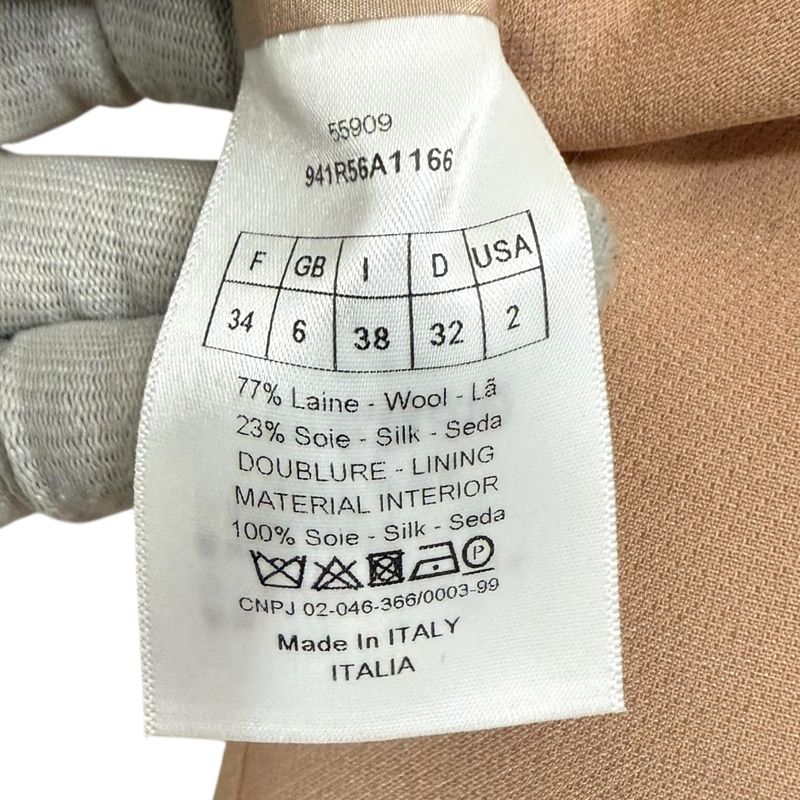 55909
941R56A1166
F GB I D USA
34 6 38 32 2
77% Laine - Wool - Lã
23% Soie - Silk - Seda
DOUBLURE - LINING
MATERIAL INTERIOR
100% Soie - Silk - Seda
P
CNPJ 02-046-366/0003-99
Made In ITALY
ITALIA